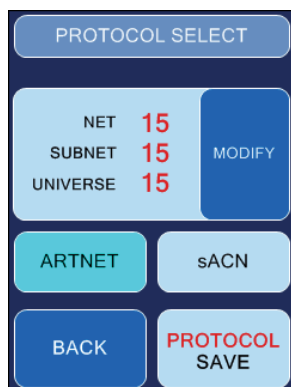 PROTOCOL SELECT
NET 15
SUBNET 15
UNIVERSE 15
MODIFY
ARTNET
sACN
BACK
PROTOCOL
SAVE